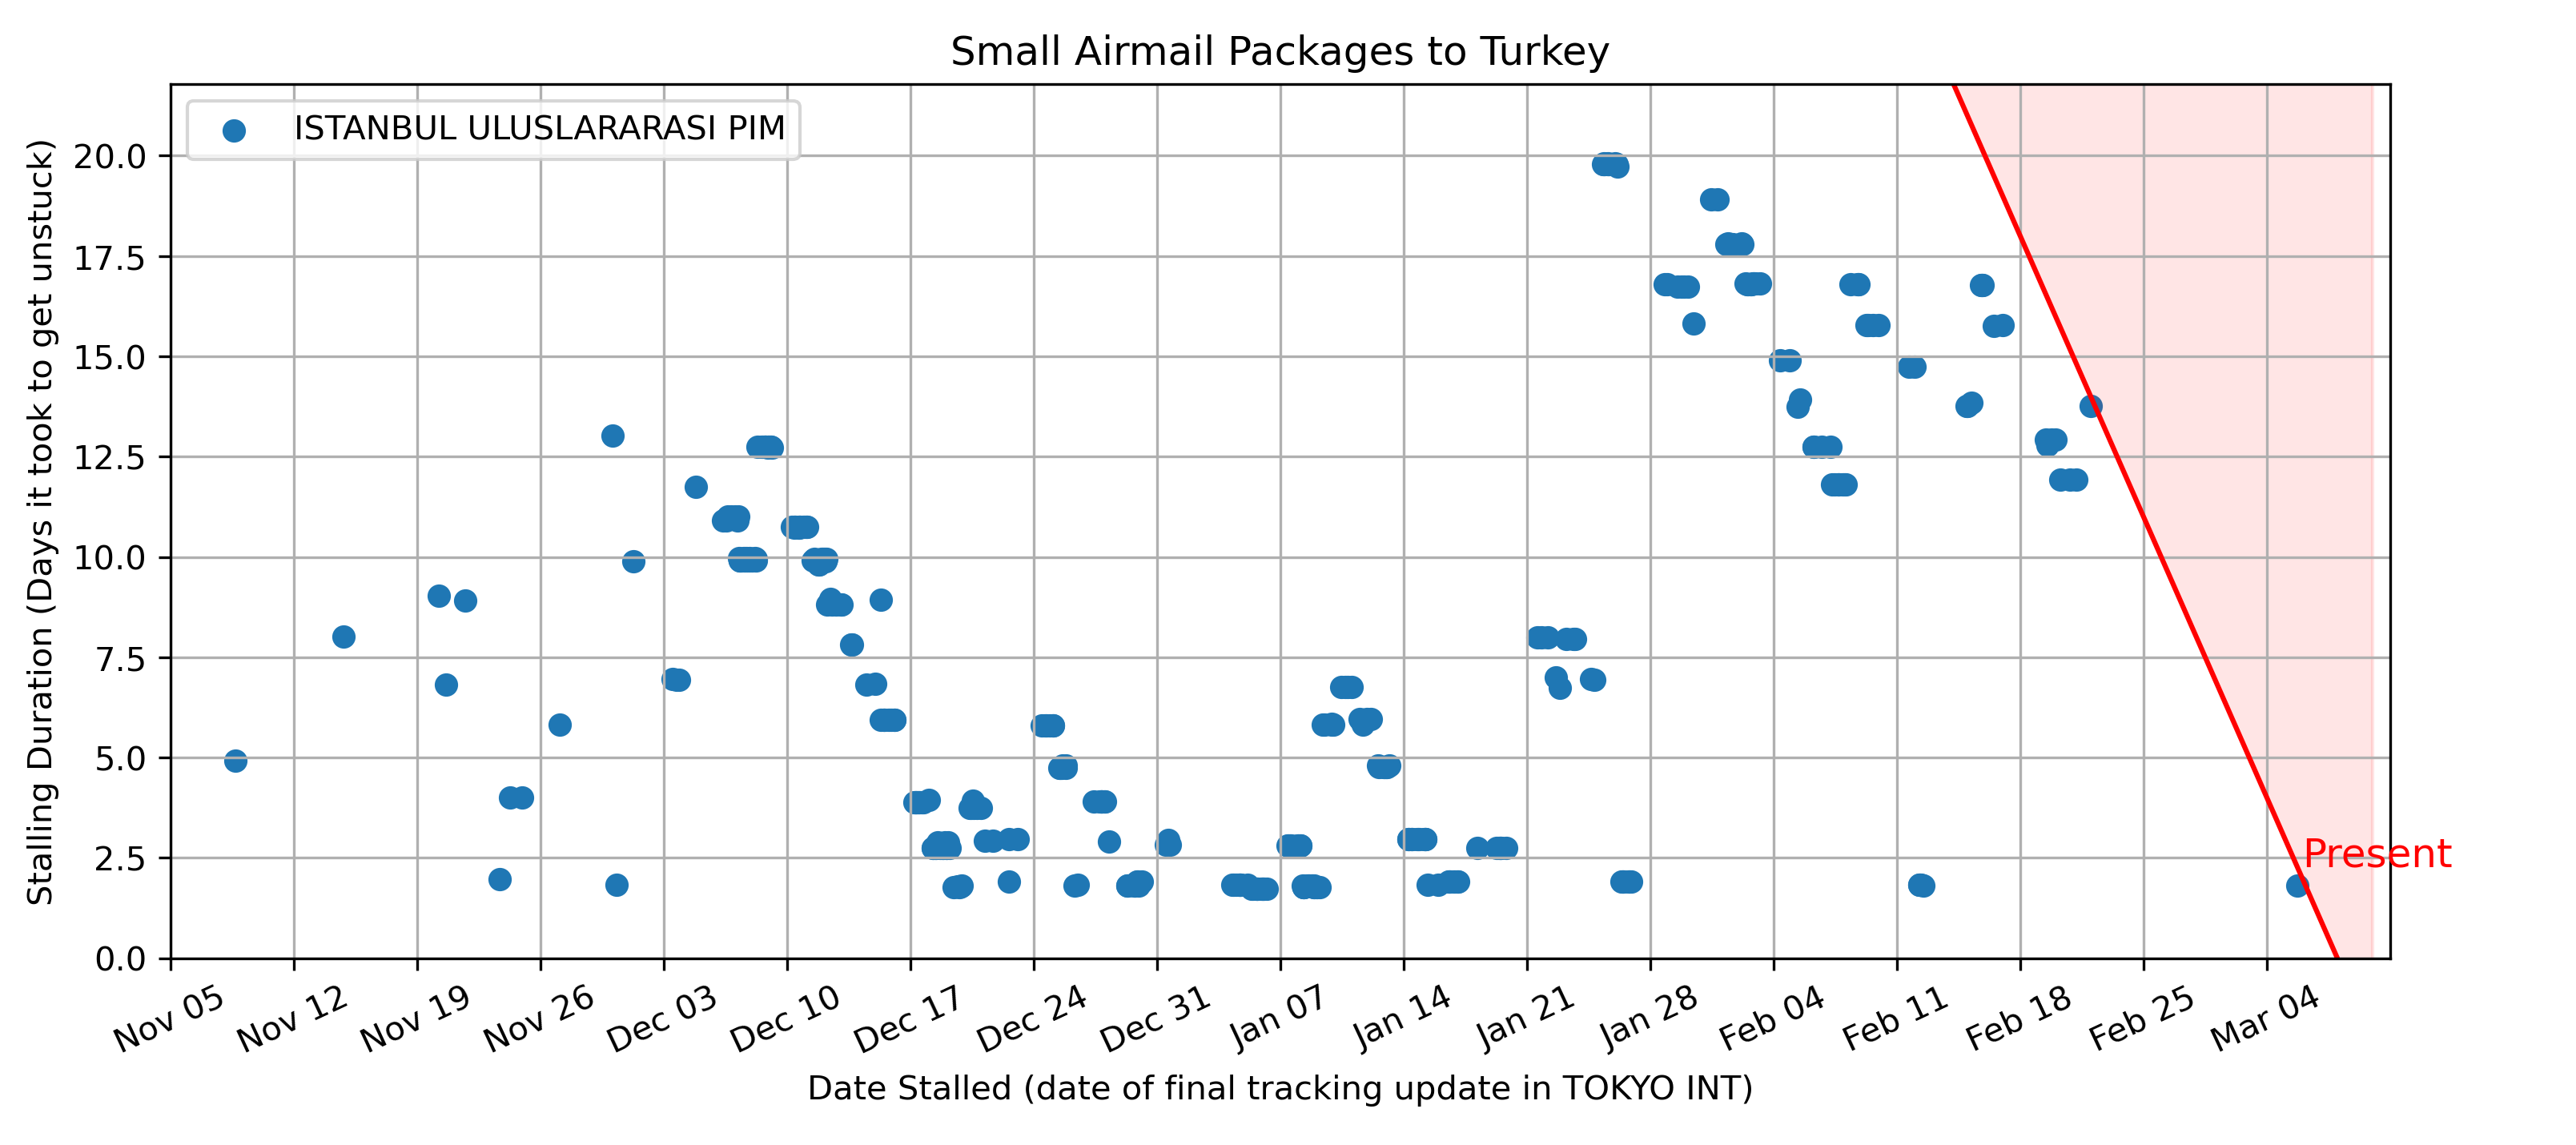 Small Airmail Packages to Turkey
ISTANBUL ULUSLARARASI PIM
Stalling Duration (Days it took to get unstuck)
20.0
17.5
15.0
12.5
10.0
7.5
5.0
2.5
0.0
Present
Nov 05
Nov 12
Nov 19
Nov 26
Dec 03
Dec 10
Dec 17
Dec 24
Dec 31
Jan 07
Jan 14
Jan 21
Jan 28
Feb 04
Feb 11
Feb 18
Feb 25
Mar 04
Date Stalled (date of final tracking update in TOKYO INT)